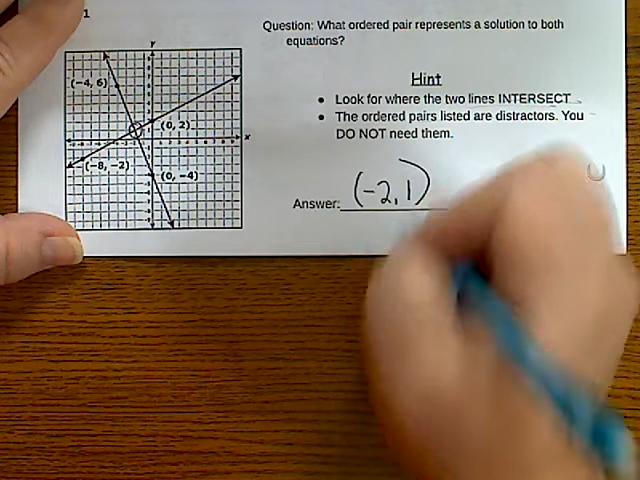 1
Question: What ordered pair represents a solution to both
equations?
y
(−4, 6)
(0, 2)
x
(−8, −2)
(0, −4)
Hint
• Look for where the two lines INTERSECT
• The ordered pairs listed are distractors. You
DO NOT need them.
Answer: (-2,1)